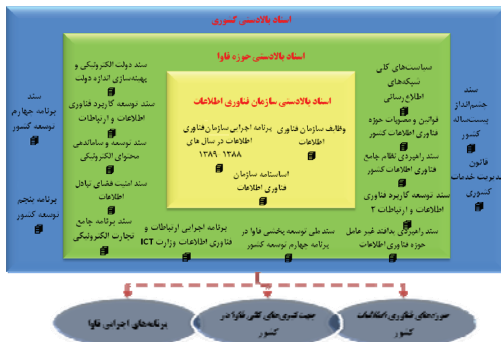 اسناد بالادستی کشوری
اسناد بالادستی حوزه فاوا
اسناد بالادستی سازمان فناوری اطلاعات
وظایف سازمان فناوری
اطلاعات
برنامه اجرایی سازمان فناوری
اطلاعات در سال های
۱۳۸۹-۱۳۸۸
اساسنامه سازمان
فناوری اطلاعات
سیاست‌های کلی
شبکه‌های
اطلاع‌رسانی
قوانین و مصوبات حوزه
فناوری اطلاعات کشور
سند راهبردی نظام جامع
فناوری اطلاعات کشور
سند توسعه کاربرد فناوری
اطلاعات و ارتباطات ۲
سند راهبردی پدافند غیر عامل
حوزه فناوری اطلاعات
سند دولت الکترونیکی و
بهینه‌سازی اندازه دولت
سند توسعه کاربرد فناوری
اطلاعات و ارتباطات
سند توسعه و ساماندهی
محتوای الکترونیکی
سند امنیت فضای تبادل
اطلاعات
سند برنامه جامع
تجارت الکترونیکی
سند ملی توسعه بخشی فاوا در
برنامه چهارم توسعه کشور
برنامه اجرایی ارتباطات و
فناوری اطلاعات وزارت ICT
سند
چشم‌انداز
بیست‌ساله
کشور
قانون
مدیریت خدمات
کشوری
سند
برنامه چهارم
توسعه کشور
برنامه پنجم
توسعه کشور
حوزه‌های فناوری اطلاعات
کشور
جهت‌گیری‌های کلی فاوا در
کشور
برنامه‌های اجرایی فاوا